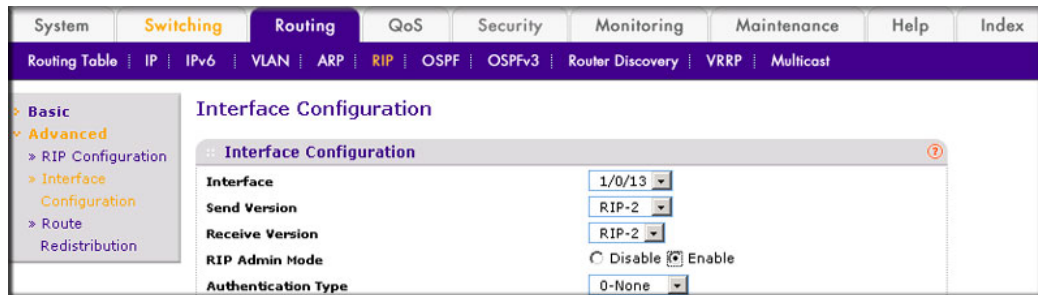 System Switching Routing QoS Security Monitoring Maintenance Help Index
Routing Table | IP | IPv6 | VLAN | ARP | RIP | OSPF | OSPFv3 | Router Discovery | VRRP | Multicast
Basic
Advanced
» RIP Configuration
» Interface
Configuration
» Route
Redistribution
Interface Configuration
Interface Configuration ?
Interface 1/0/13
Send Version RIP-2
Receive Version RIP-2
RIP Admin Mode Disable Enable
Authentication Type 0-None